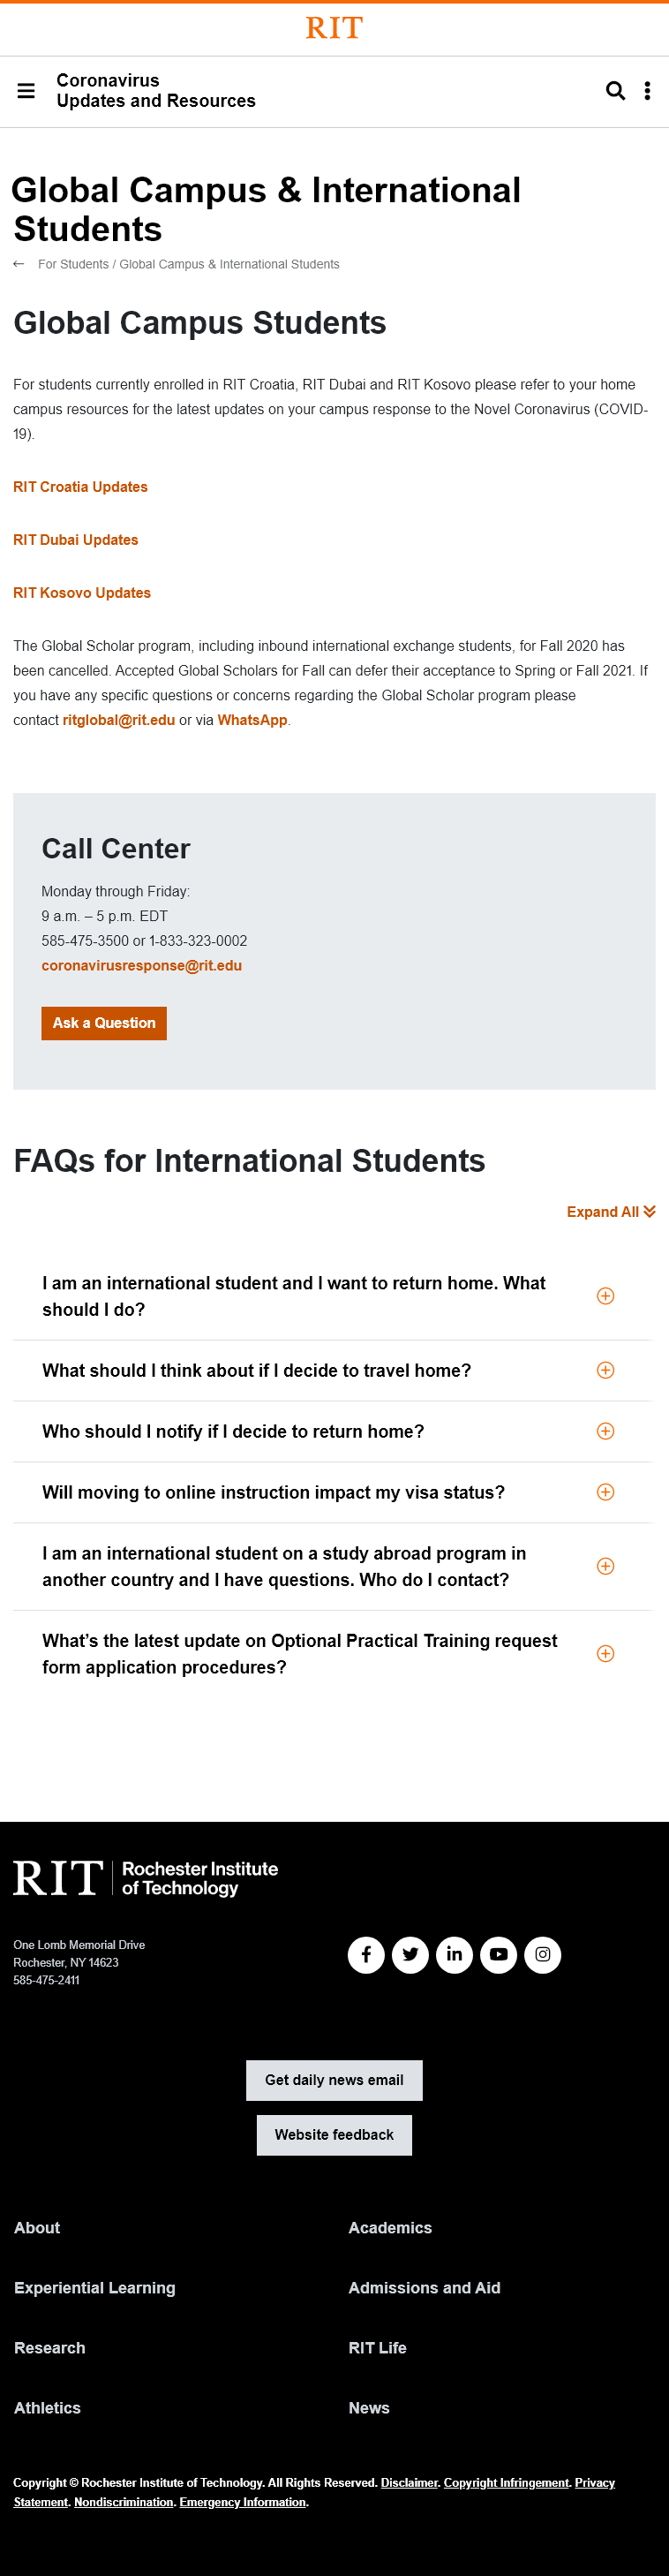 RIT
Coronavirus
Updates and Resources
Global Campus & International
Students
For Students / Global Campus & International Students
Global Campus Students
For students currently enrolled in RIT Croatia, RIT Dubai and RIT Kosovo please refer to your home
campus resources for the latest updates on your campus response to the Novel Coronavirus (COVID-
19).
RIT Croatia Updates
RIT Dubai Updates
RIT Kosovo Updates
The Global Scholar program, including inbound international exchange students, for Fall 2020 has
been cancelled. Accepted Global Scholars for Fall can defer their acceptance to Spring or Fall 2021. If
you have any specific questions or concerns regarding the Global Scholar program please
contact ritglobal@rit.edu or via WhatsApp.
Call Center
Monday through Friday:
9 a.m. – 5 p.m. EDT
585-475-3500 or 1-833-323-0002
coronavirusresponse@rit.edu
Ask a Question
FAQs for International Students
Expand All
I am an international student and I want to return home. What
should I do?
What should I think about if I decide to travel home?
Who should I notify if I decide to return home?
Will moving to online instruction impact my visa status?
I am an international student on a study abroad program in
another country and I have questions. Who do I contact?
What’s the latest update on Optional Practical Training request
form application procedures?
RIT | Rochester Institute
of Technology
One Lomb Memorial Drive
Rochester, NY 14623
585-475-2411
Get daily news email
Website feedback
About
Academics
Experiential Learning
Admissions and Aid
Research
RIT Life
Athletics
News
Copyright © Rochester Institute of Technology. All Rights Reserved. Disclaimer. Copyright Infringement. Privacy
Statement. Nondiscrimination. Emergency Information.